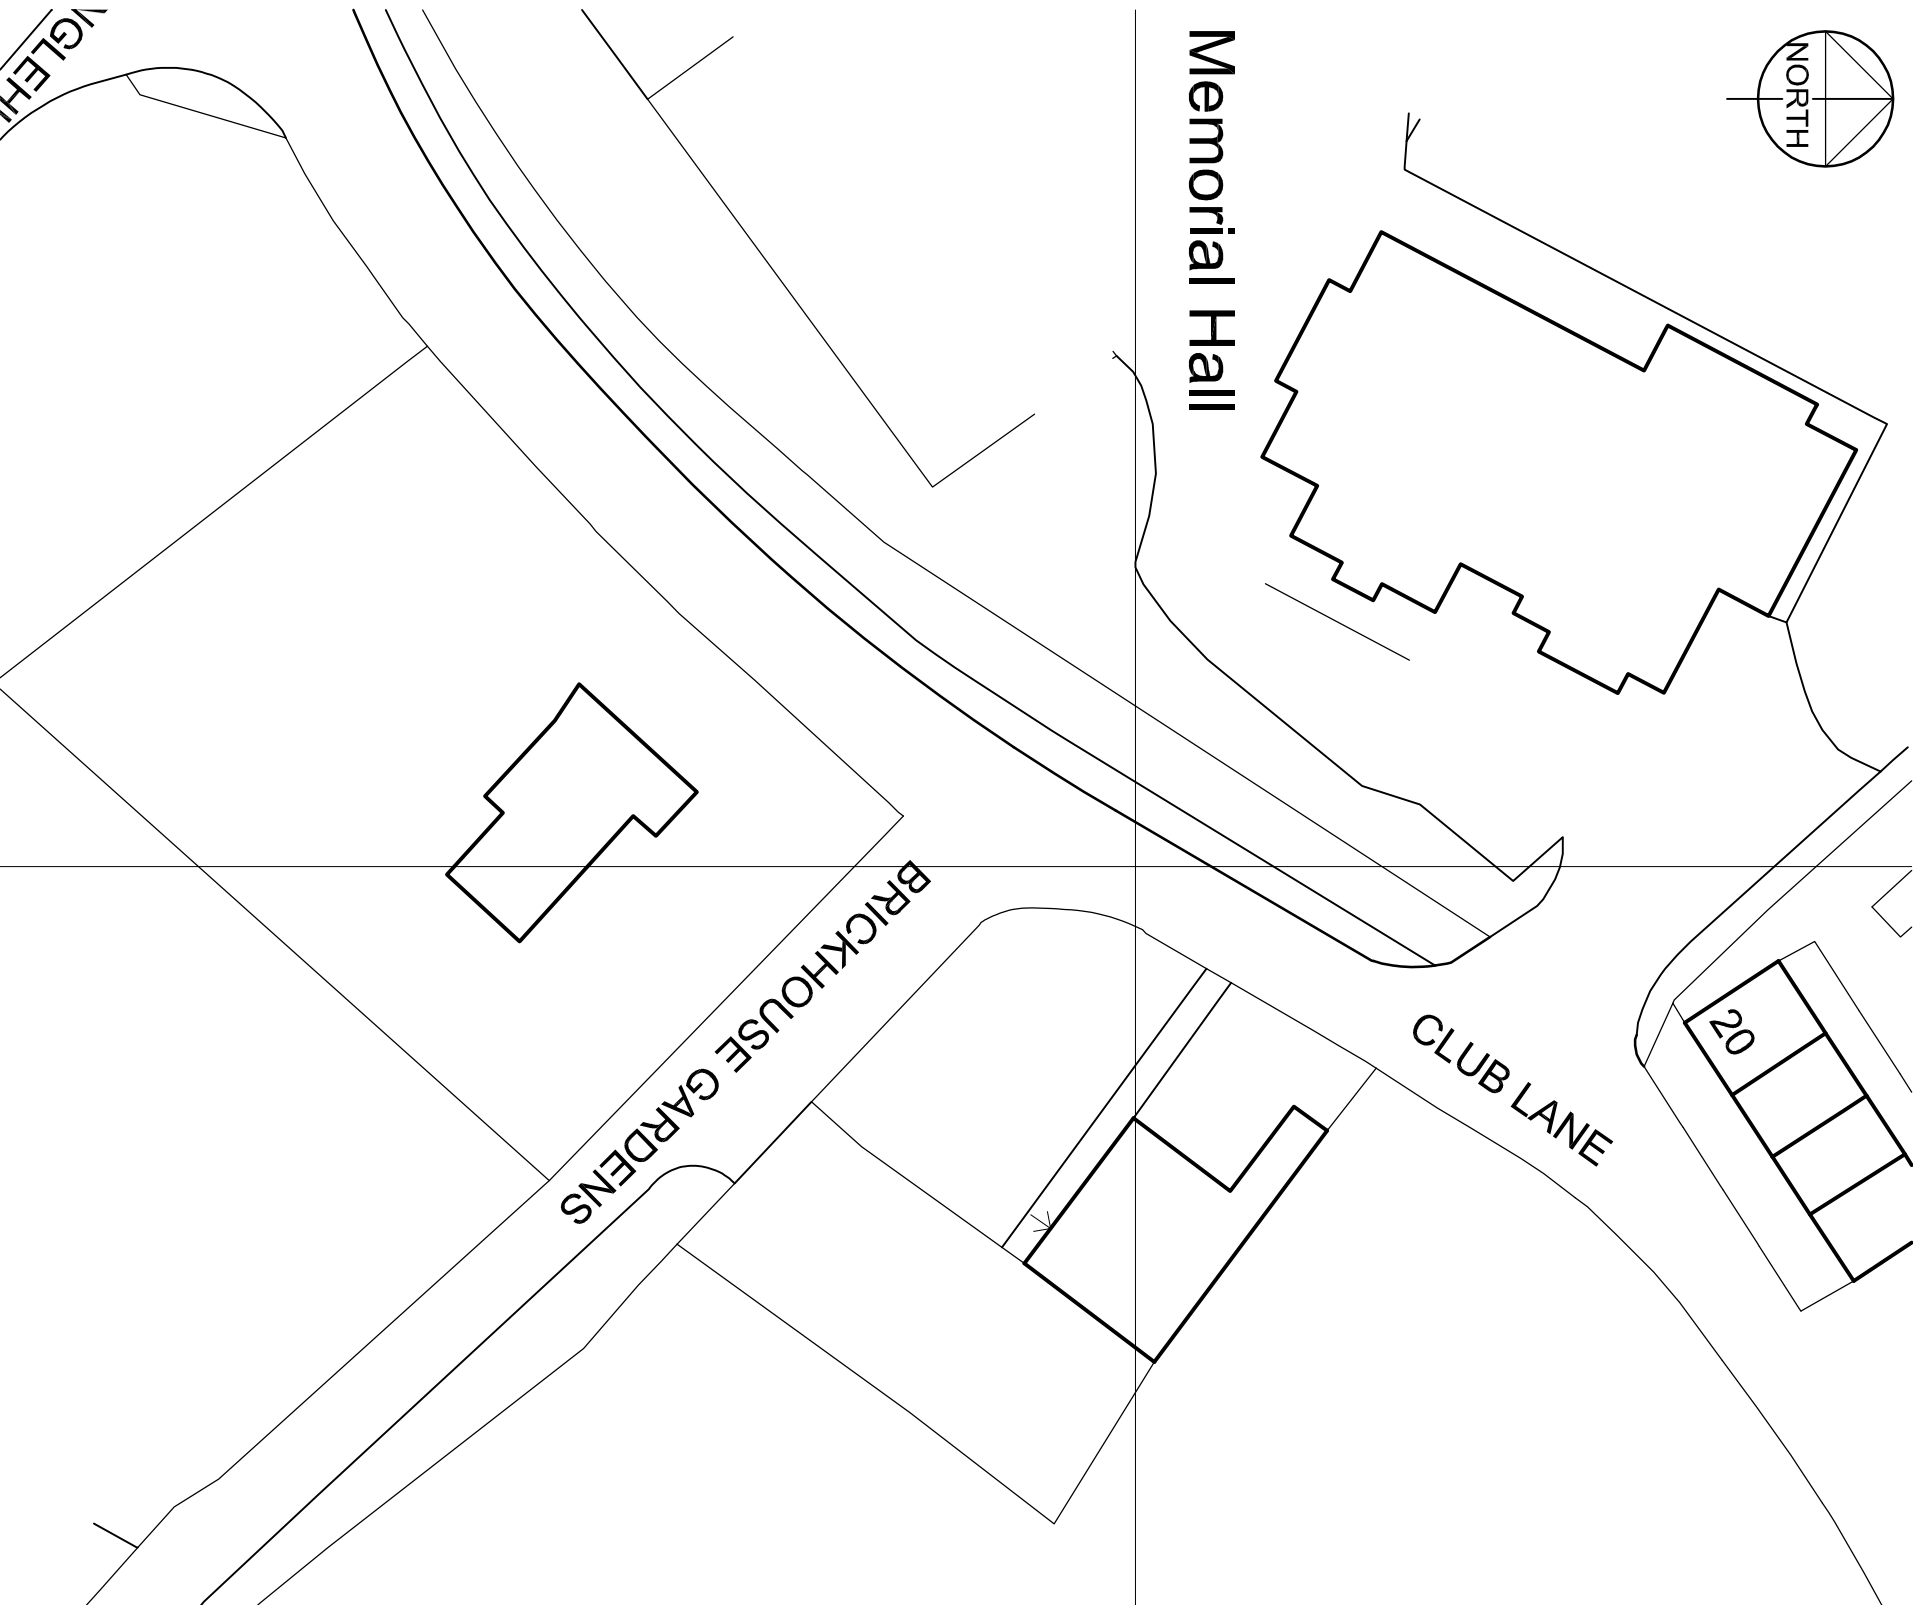 Memorial Hall
NORTH
BRICKHOUSE GARDENS
CLUB LANE
20